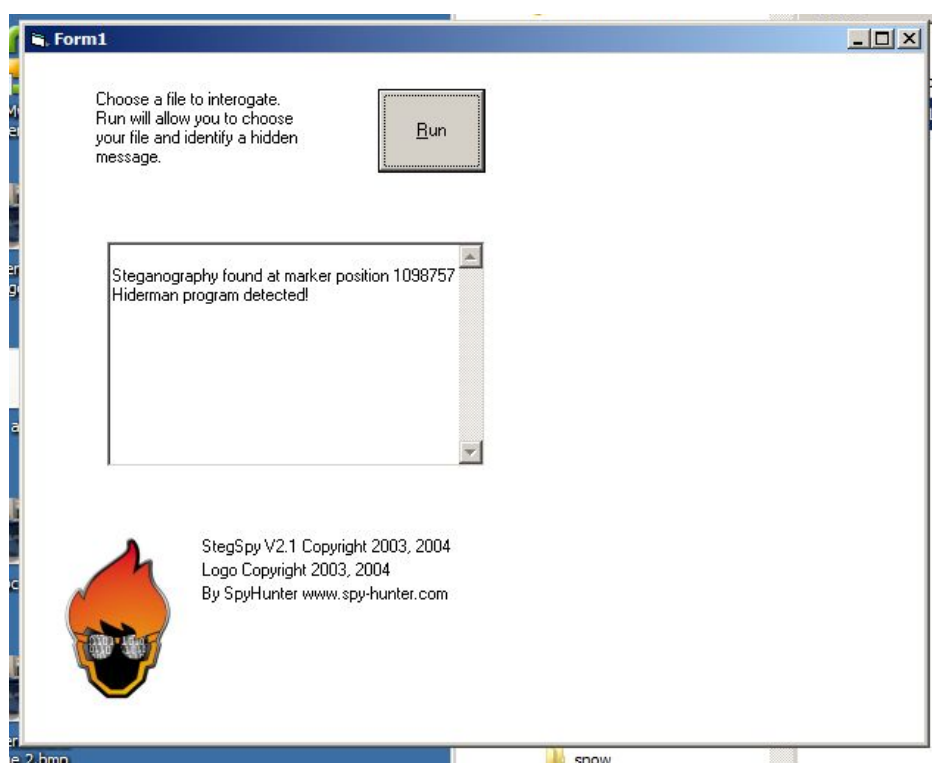 Form1
Choose a file to interogate.
Run will allow you to choose
your file and identify a hidden
message.
Run
Steganography found at marker position 1098757
Hiderman program detected!
StegSpy V2.1 Copyright 2003, 2004
Logo Copyright 2003, 2004
By SpyHunter www.spy-hunter.com
2.bmp
snow